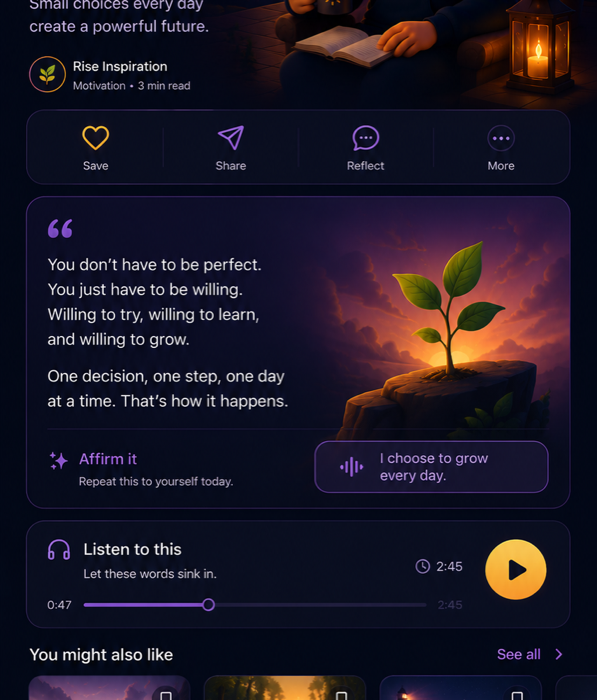 Small choices every day
create a powerful future.
Rise Inspiration
Motivation • 3 min read
Save
Share
Reflect
More
“
You don’t have to be perfect.
You just have to be willing.
Willing to try, willing to learn,
and willing to grow.
One decision, one step, one day
at a time. That’s how it happens.
Affirm it
Repeat this to yourself today.
I choose to grow
every day.
Listen to this
Let these words sink in.
2:45
0:47
2:45
You might also like
See all